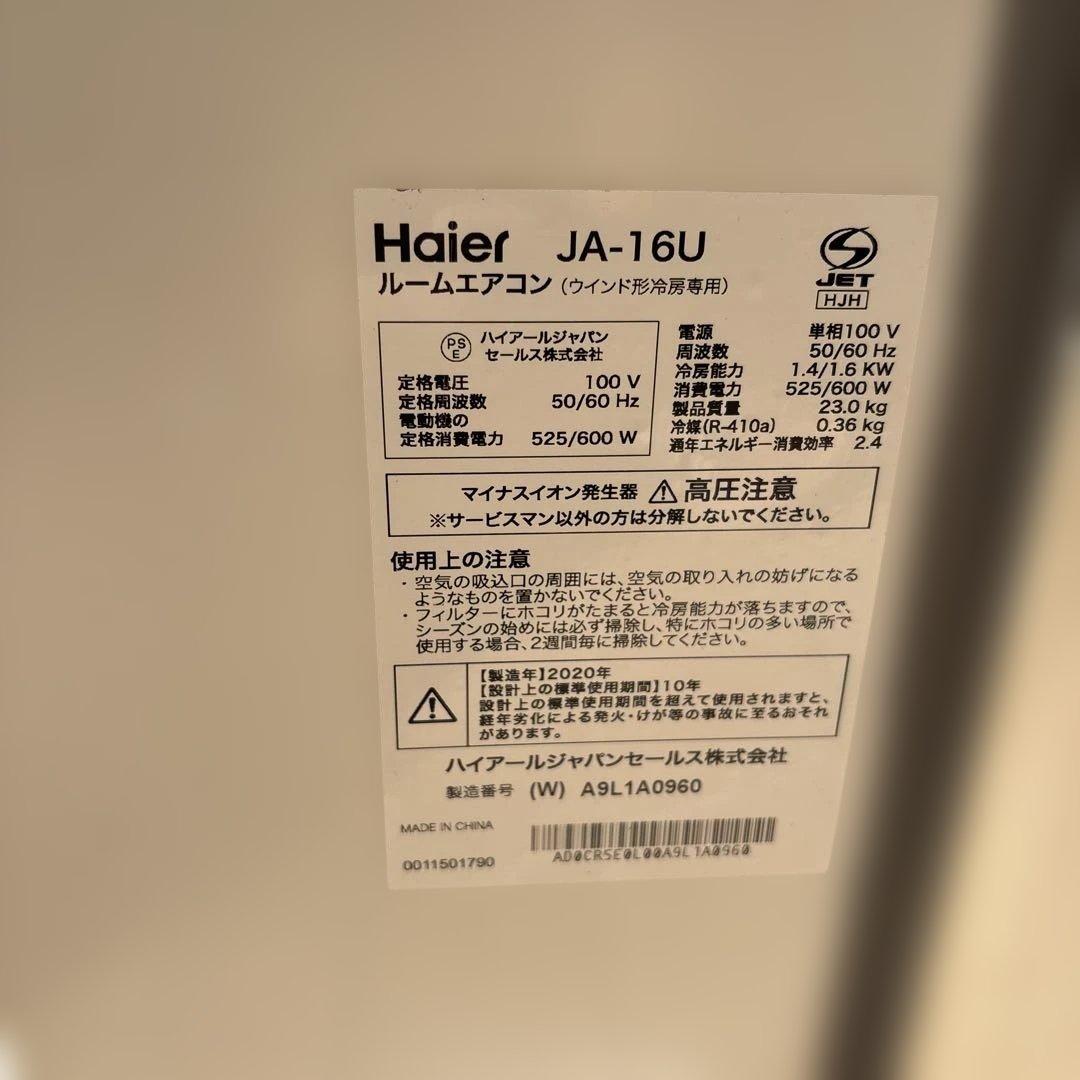 Haier JA-16U
ルームエアコン（ウインド形冷房専用）
JET
HJH
PSE ハイアールジャパン
セールス株式会社
定格電圧 100 V
定格周波数 50/60 Hz
電動機の
定格消費電力 525/600 W
電源 単相100 V
周波数 50/60 Hz
冷房能力 1.4/1.6 KW
消費電力 525/600 W
製品質量 23.0 kg
冷媒(R-410a) 0.36 kg
通年エネルギー消費効率 2.4
マイナスイオン発生器 ⚠ 高圧注意
※サービスマン以外の方は分解しないでください。
使用上の注意
・空気の吸込口の周囲には、空気の取り入れの妨げになる
ようなものを置かないでください。
・フィルターにホコリがたまると冷房能力が落ちますので、
シーズンの始めには必ず掃除し、特にホコリの多い場所で
使用する場合、2週間毎に掃除してください。
【製造年】2020年
【設計上の標準使用期間】10年
設計上の標準使用期間を超えて使用されますと、
経年劣化による発火・けが等の事故に至るおそれ
があります。
ハイアールジャパンセールス株式会社
製造番号 (W) A9L1A0960
MADE IN CHINA
0011501790
AD0CR5E0L00A9L1A0960